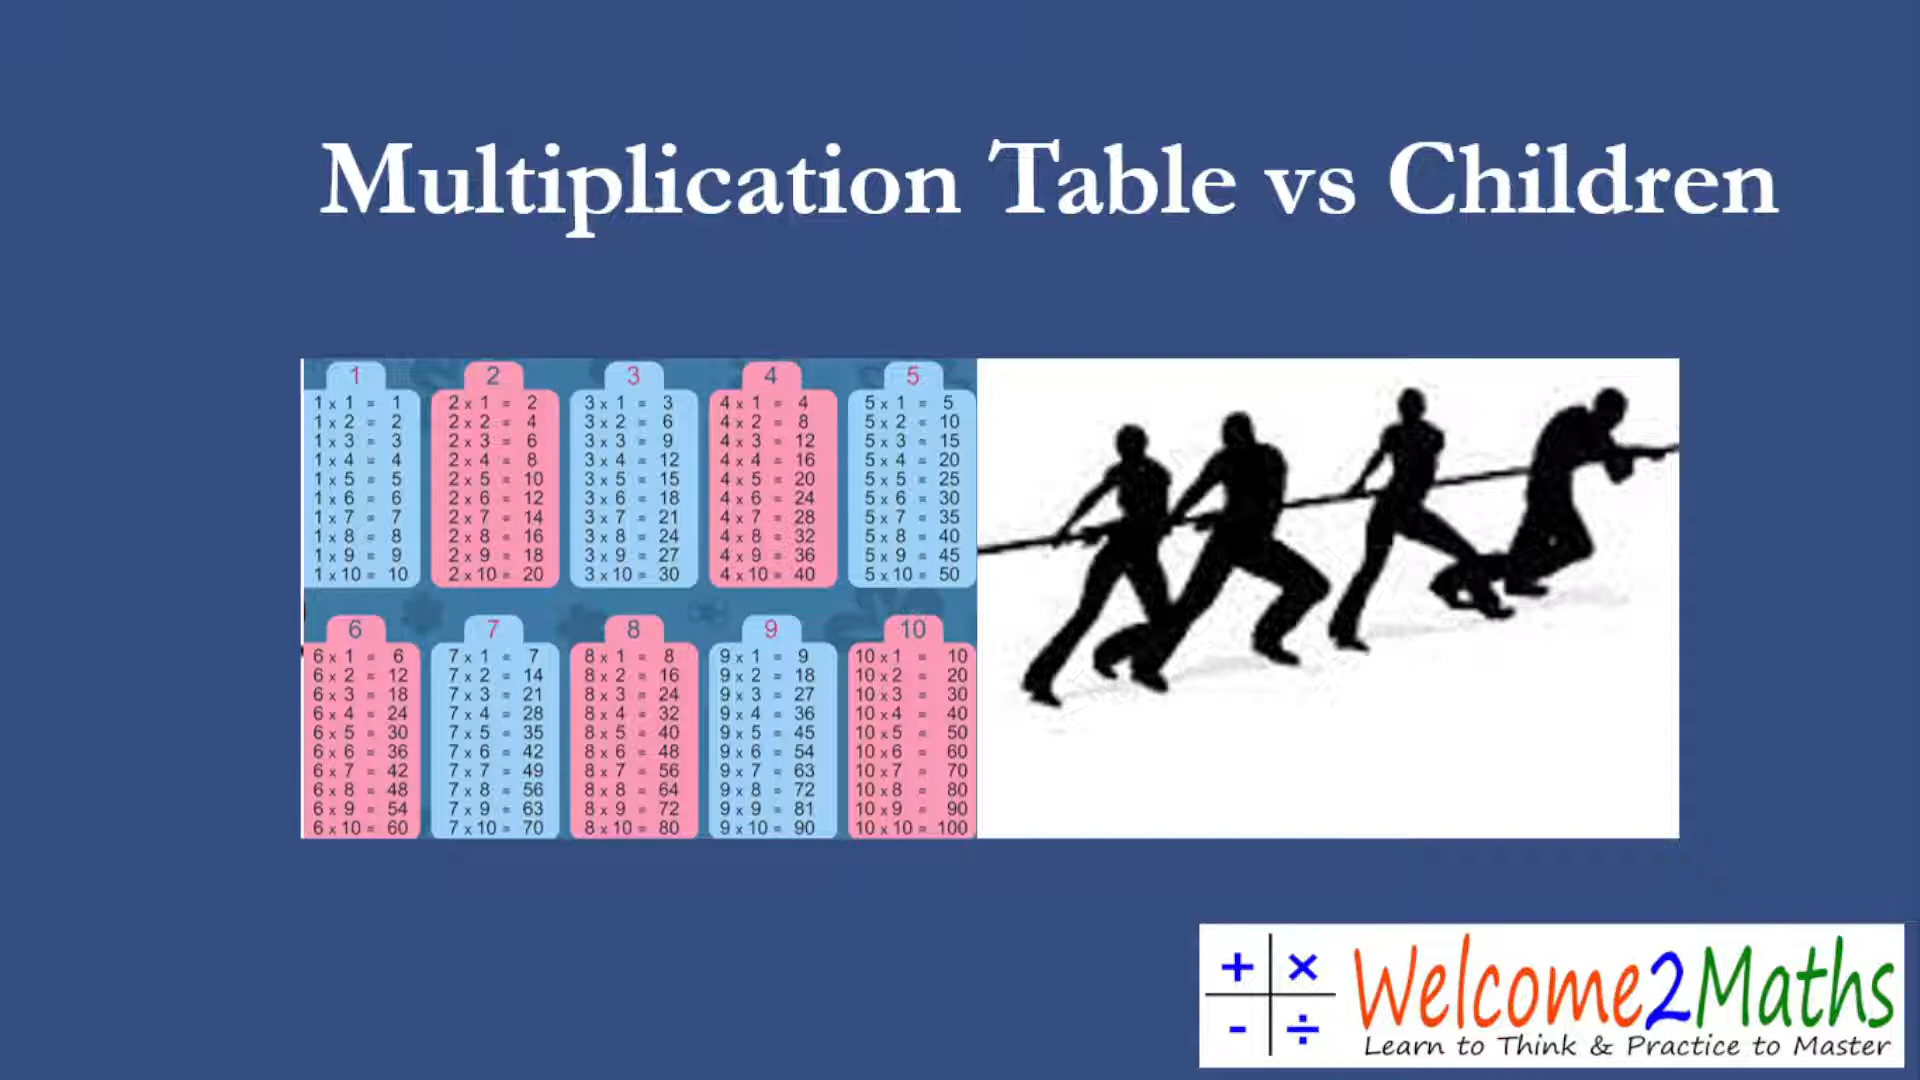 Multiplication Table vs Children
1 2 3 4 5
1 x 1 = 1 2 x 1 = 2 3 x 1 = 3 4 x 1 = 4 5 x 1 = 5
1 x 2 = 2 2 x 2 = 4 3 x 2 = 6 4 x 2 = 8 5 x 2 = 10
1 x 3 = 3 2 x 3 = 6 3 x 3 = 9 4 x 3 = 12 5 x 3 = 15
1 x 4 = 4 2 x 4 = 8 3 x 4 = 12 4 x 4 = 16 5 x 4 = 20
1 x 5 = 5 2 x 5 = 10 3 x 5 = 15 4 x 5 = 20 5 x 5 = 25
1 x 6 = 6 2 x 6 = 12 3 x 6 = 18 4 x 6 = 24 5 x 6 = 30
1 x 7 = 7 2 x 7 = 14 3 x 7 = 21 4 x 7 = 28 5 x 7 = 35
1 x 8 = 8 2 x 8 = 16 3 x 8 = 24 4 x 8 = 32 5 x 8 = 40
1 x 9 = 9 2 x 9 = 18 3 x 9 = 27 4 x 9 = 36 5 x 9 = 45
1 x 10 = 10 2 x 10 = 20 3 x 10 = 30 4 x 10 = 40 5 x 10 = 50
6 7 8 9 10
6 x 1 = 6 7 x 1 = 7 8 x 1 = 8 9 x 1 = 9 10 x 1 = 10
6 x 2 = 12 7 x 2 = 14 8 x 2 = 16 9 x 2 = 18 10 x 2 = 20
6 x 3 = 18 7 x 3 = 21 8 x 3 = 24 9 x 3 = 27 10 x 3 = 30
6 x 4 = 24 7 x 4 = 28 8 x 4 = 32 9 x 4 = 36 10 x 4 = 40
6 x 5 = 30 7 x 5 = 35 8 x 5 = 40 9 x 5 = 45 10 x 5 = 50
6 x 6 = 36 7 x 6 = 42 8 x 6 = 48 9 x 6 = 54 10 x 6 = 60
6 x 7 = 42 7 x 7 = 49 8 x 7 = 56 9 x 7 = 63 10 x 7 = 70
6 x 8 = 48 7 x 8 = 56 8 x 8 = 64 9 x 8 = 72 10 x 8 = 80
6 x 9 = 54 7 x 9 = 63 8 x 9 = 72 9 x 9 = 81 10 x 9 = 90
6 x 10 = 60 7 x 10 = 70 8 x 10 = 80 9 x 10 = 90 10 x 10 = 100
+ ×
- ÷
Welcome2Maths
Learn to Think & Practice to Master